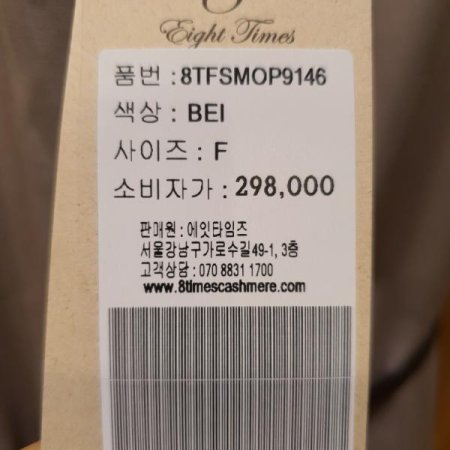 Eight Times
품번 : 8TFSMOP9146
색상 : BEI
사이즈 : F
소비자가 : 298,000
판매원 : 에잇타임즈
서울강남구가로수길49-1, 3층
고객상담 : 070 8831 1700
www.8timescashmere.com